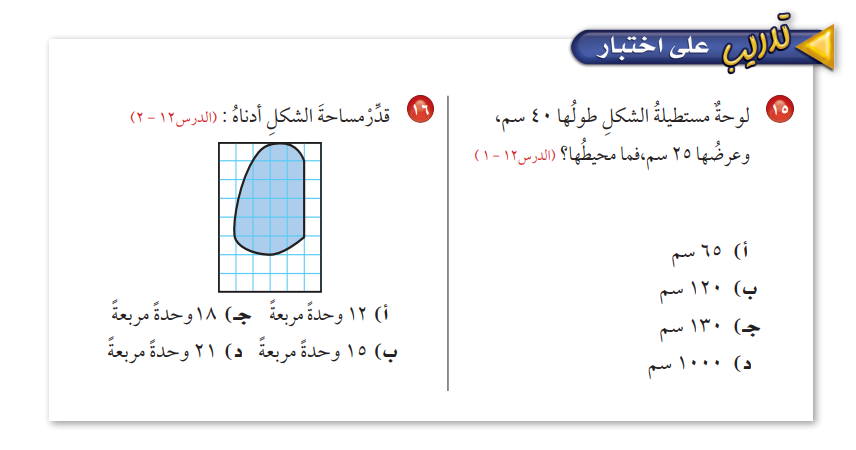 تدريب على اختبار
١٥ لوحةٌ مستطيلةُ الشكلِ طولُها ٤٠ سم،
وعرضُها ٢٥ سم،فما محيطُها؟ (الدرس١٢ – ١)
أ) ٦٥ سم
ب) ١٢٠ سم
جـ) ١٣٠ سم
د) ١٠٠٠ سم
١٦ قدِّرْ مساحةَ الشكلِ أدناهُ : (الدرس١٢ – ٢)
أ) ١٢ وحدةً مربعةً جـ) ١٨ وحدةً مربعةً
ب) ١٥ وحدةً مربعةً د) ٢١ وحدةً مربعةً